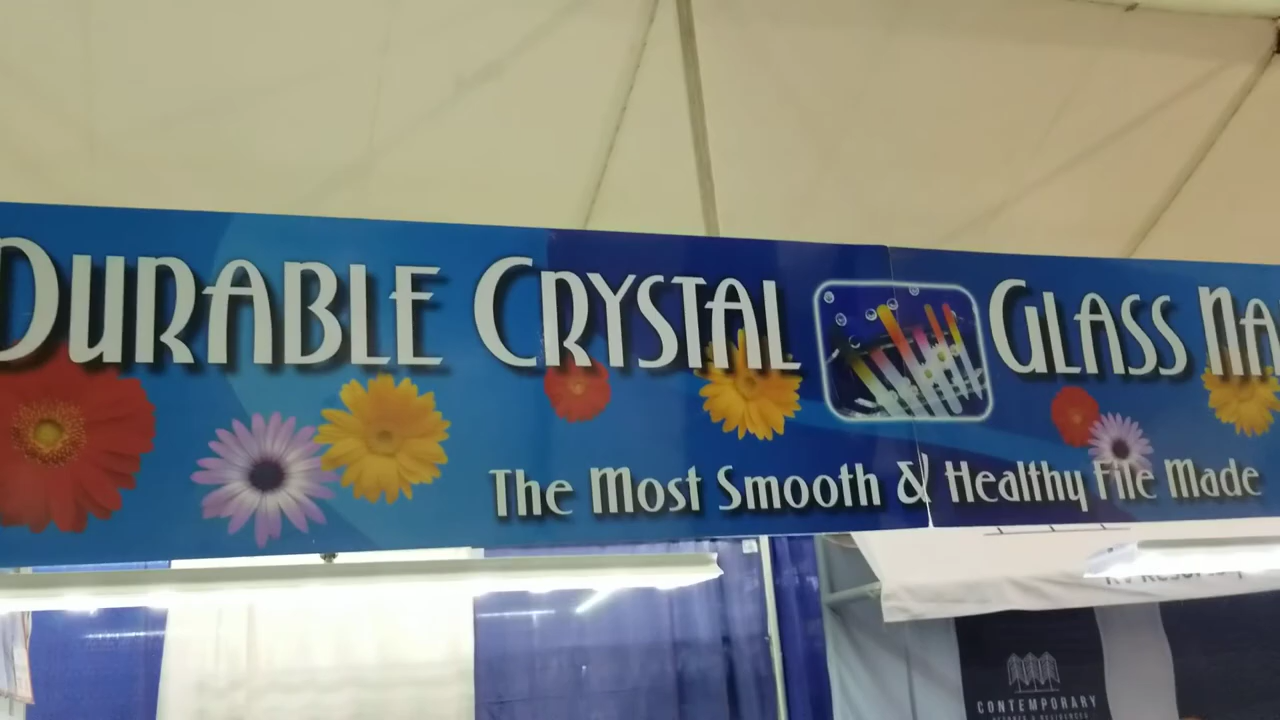 DURABLE CRYSTAL GLASS NA
The Most Smooth & Healthy File Made
CONTEMPORARY